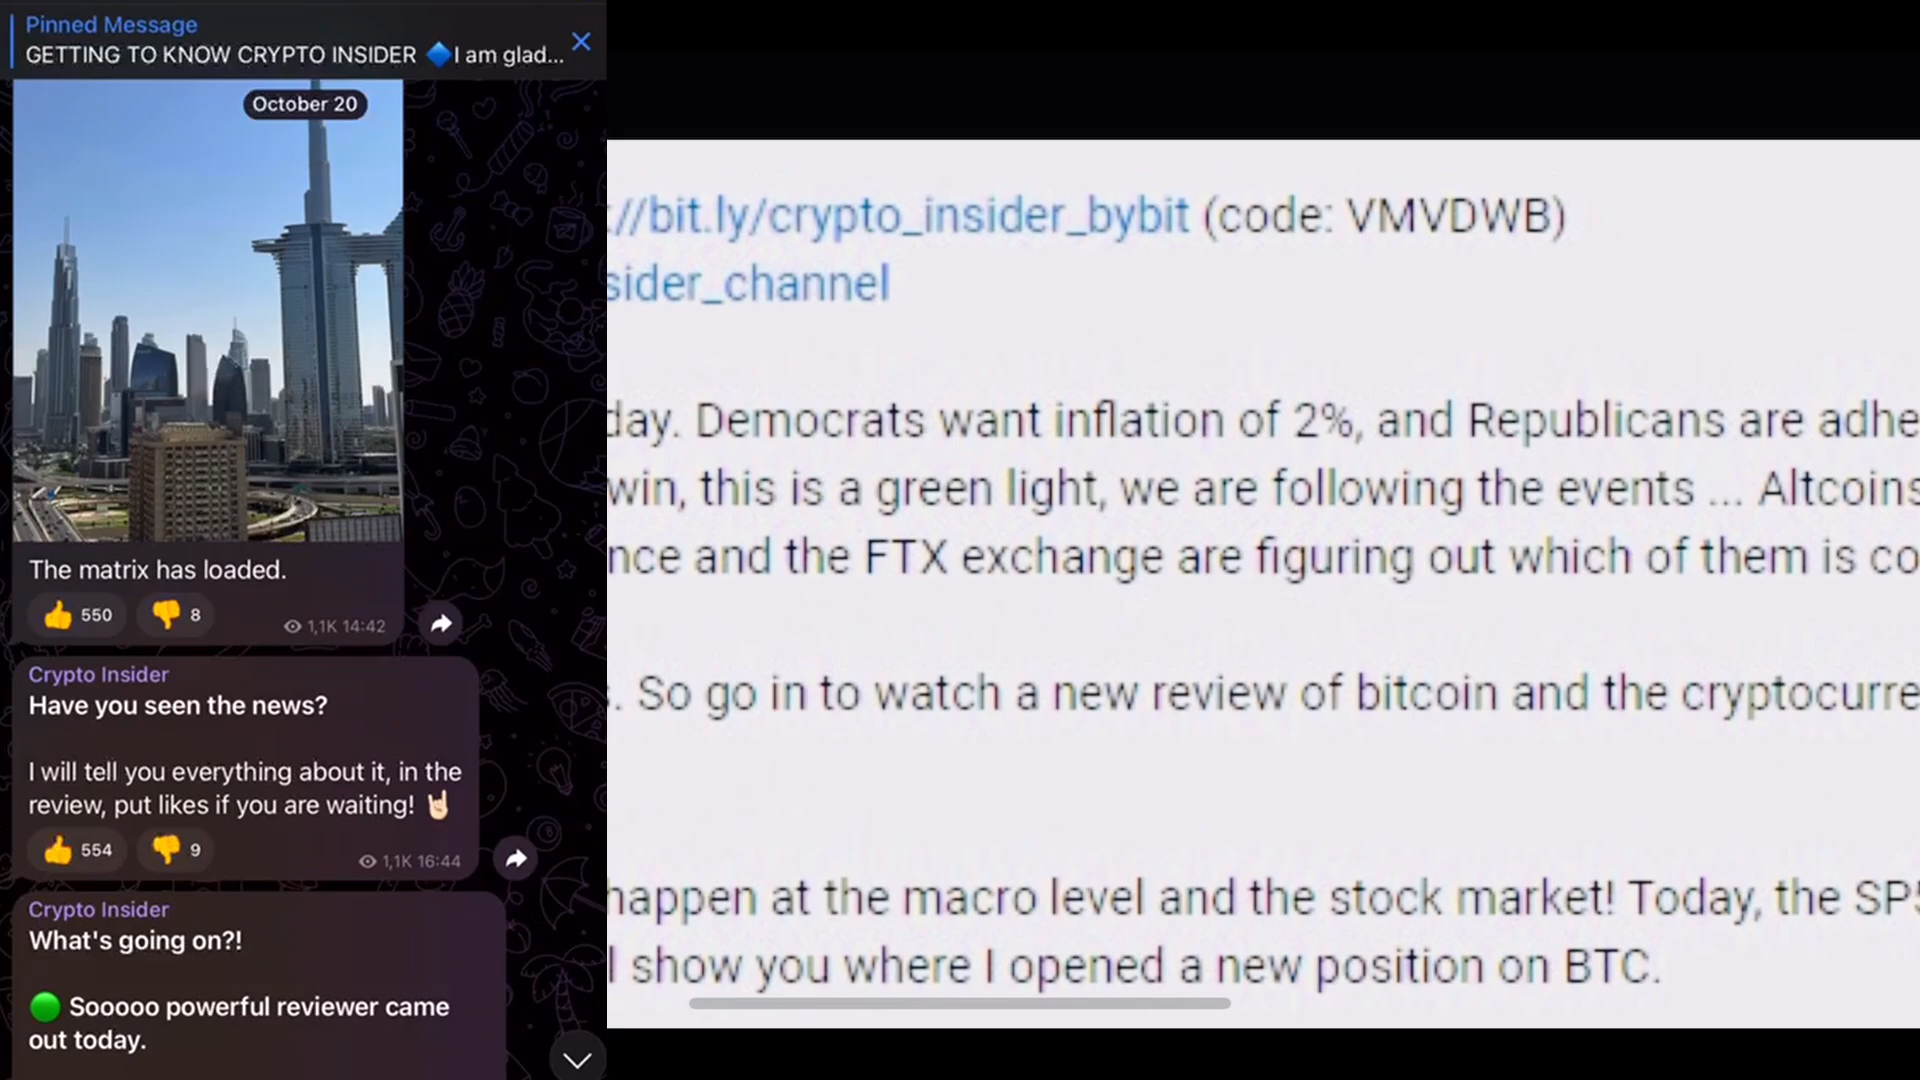 Pinned Message
GETTING TO KNOW CRYPTO INSIDER 🔷I am glad...
October 20
The matrix has loaded.
👍 550 👎 8 1,1K 14:42
Crypto Insider
Have you seen the news?
I will tell you everything about it, in the
review, put likes if you are waiting! 🤘🏻
👍 554 👎 9 1,1K 16:44
Crypto Insider
What's going on?!
🟢 Sooooo powerful reviewer came
out today.
://bit.ly/crypto_insider_bybit (code: VMVDWB)
sider_channel
day. Democrats want inflation of 2%, and Republicans are adhe
win, this is a green light, we are following the events ... Altcoins
nce and the FTX exchange are figuring out which of them is co
. So go in to watch a new review of bitcoin and the cryptocurre
happen at the macro level and the stock market! Today, the SP5
l show you where I opened a new position on BTC.